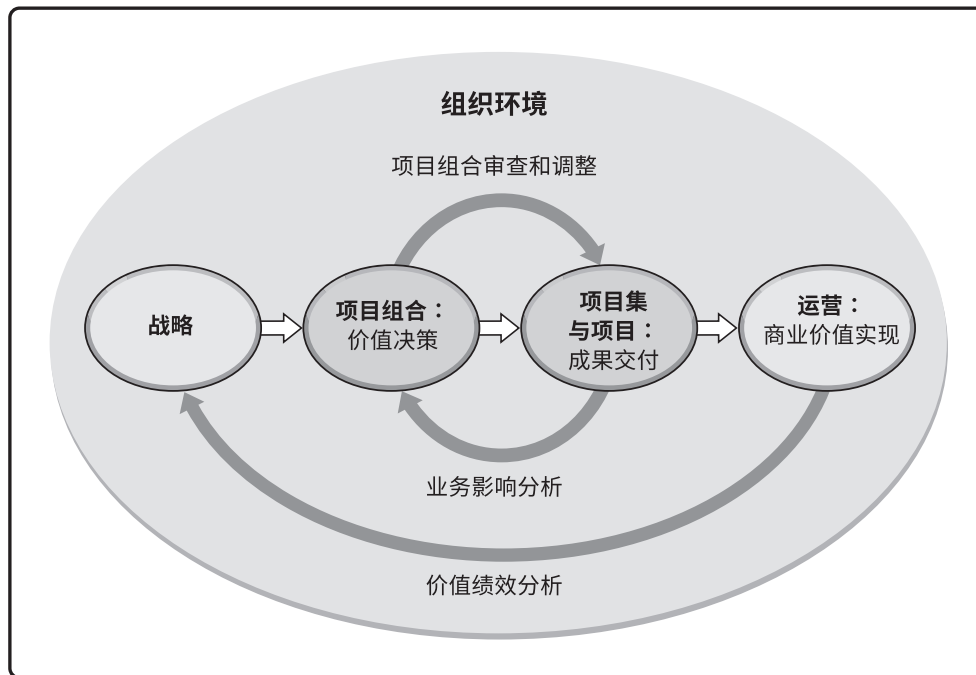 组织环境
项目组合审查和调整
战略
项目组合：
价值决策
项目集
与项目：
成果交付
运营：
商业价值实现
业务影响分析
价值绩效分析